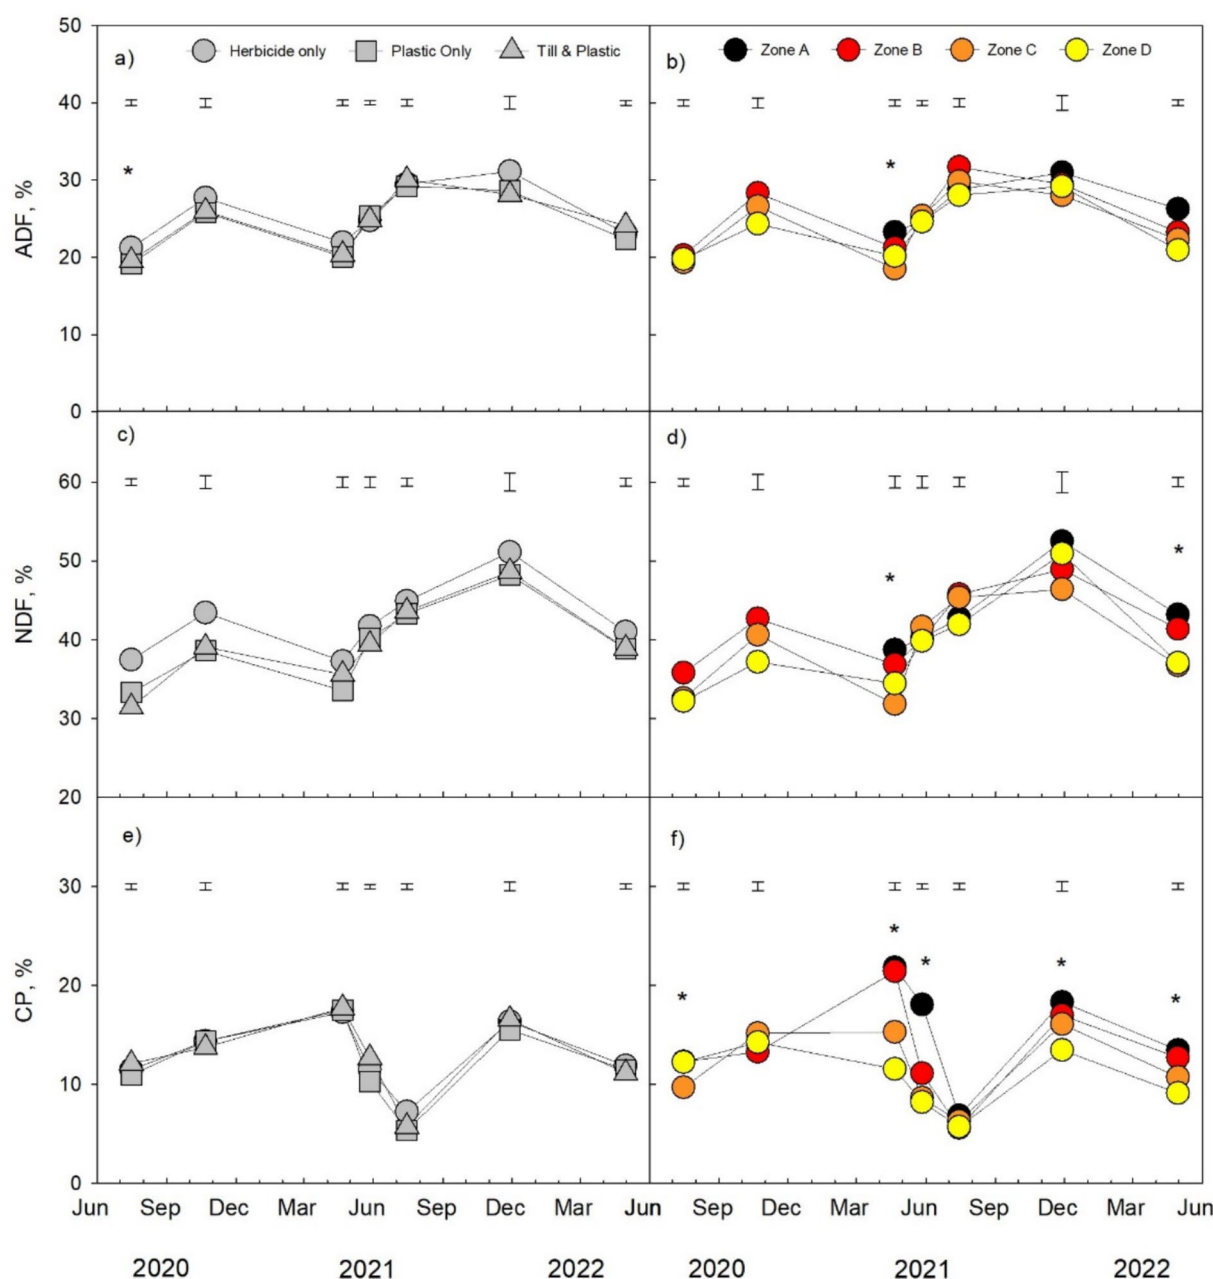 a) Herbicide only Plastic Only Till & Plastic
b) Zone A Zone B Zone C Zone D
50
40
30
20
10
0
ADF, %
*
*
c)
d)
60
50
40
30
20
NDF, %
*
*
e)
f)
30
20
10
0
CP, %
*
*
*
*
*
Jun Sep Dec Mar Jun Sep Dec Mar Jun
Sep Dec Mar Jun Sep Dec Mar Jun
2020 2021 2022
2020 2021 2022